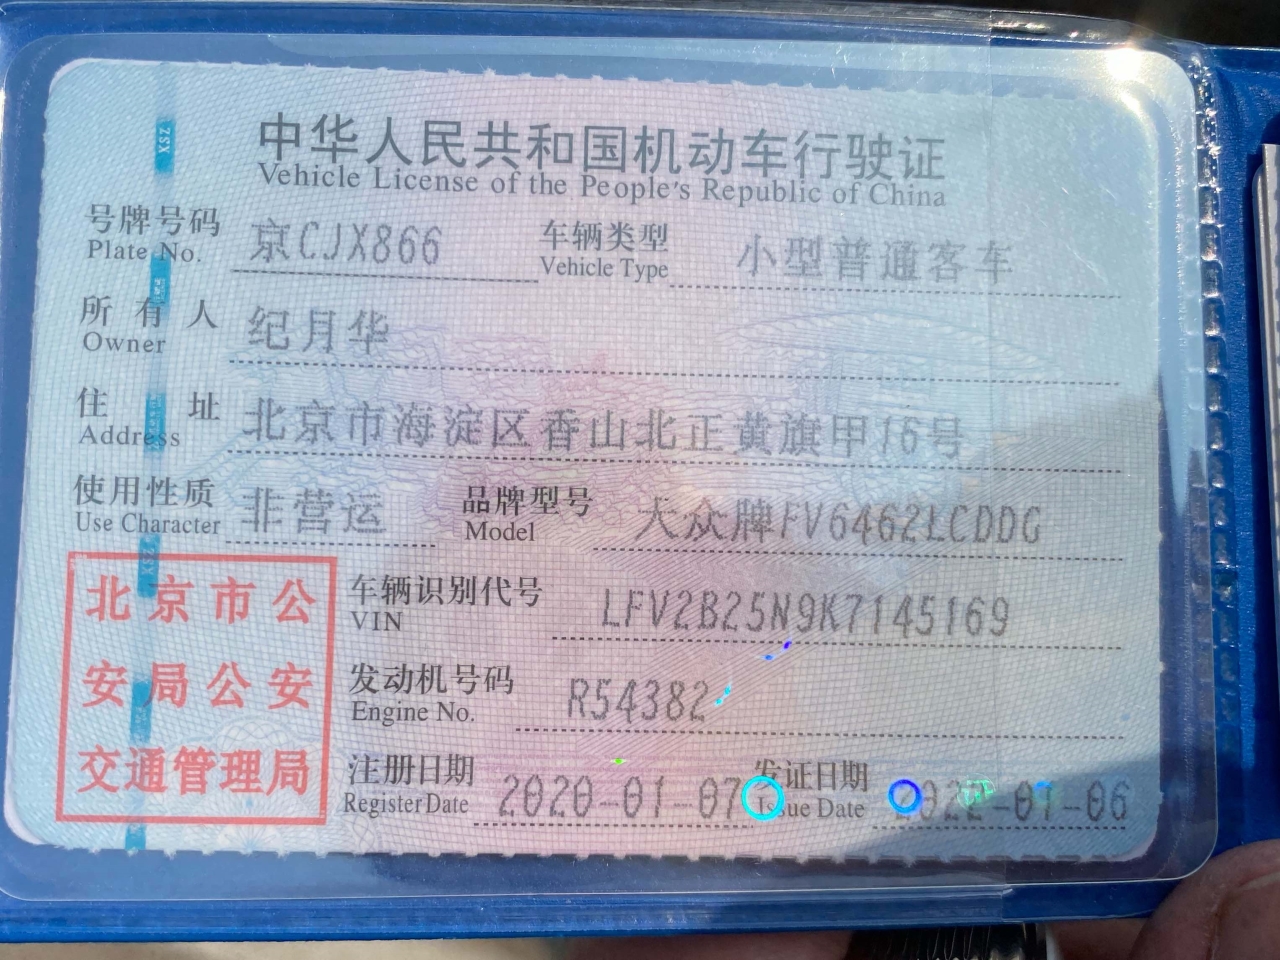 中华人民共和国机动车行驶证
Vehicle License of the People's Republic of China
号牌号码 京CJX866 车辆类型 小型普通客车
Plate No. Vehicle Type
所有人 纪月华
Owner
住址 北京市海淀区香山北正黄旗甲16号
Address
使用性质 非营运 品牌型号 大众牌FV6462LCDDG
Use Character Model
北京市公
安局公安
交通管理局
车辆识别代号 LFV2B25N9K7145169
VIN
发动机号码 R54382
Engine No.
注册日期 2020-01-07 发证日期 2022-01-06
Register Date Issue Date
ZSX